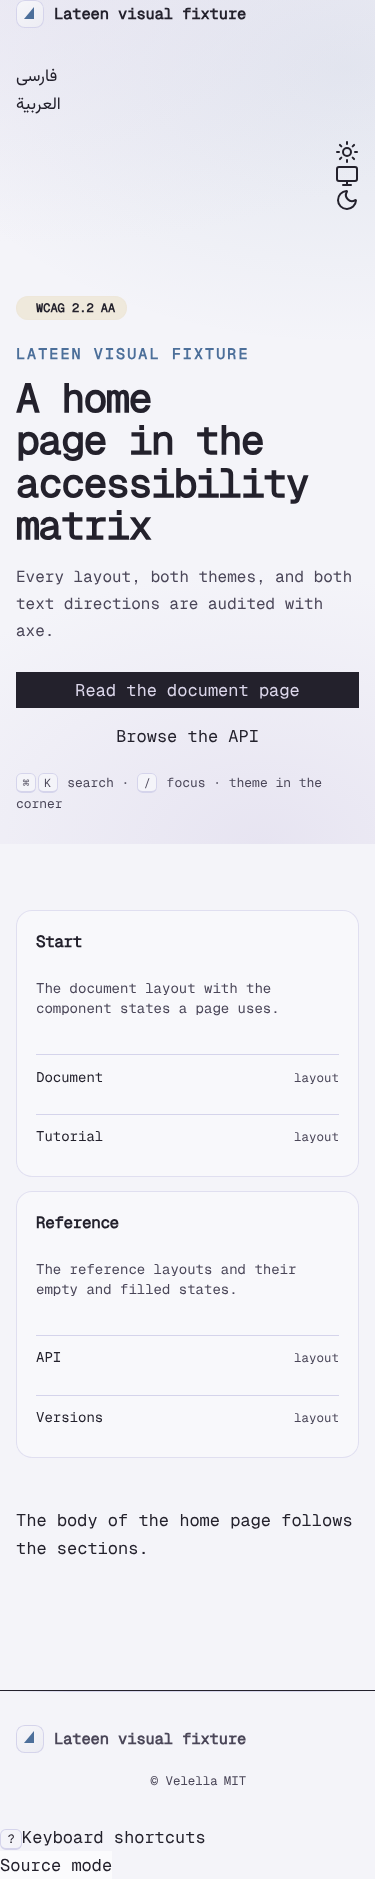 Lateen visual fixture
فارسی
العربية
WCAG 2.2 AA
LATEEN VISUAL FIXTURE
A home
page in the
accessibility
matrix
Every layout, both themes, and both
text directions are audited with
axe.
Read the document page
Browse the API
⌘ K search · / focus · theme in the
corner
Start
The document layout with the
component states a page uses.
Document layout
Tutorial layout
Reference
The reference layouts and their
empty and filled states.
API layout
Versions layout
The body of the home page follows
the sections.
Lateen visual fixture
© Velella MIT
? Keyboard shortcuts
Source mode